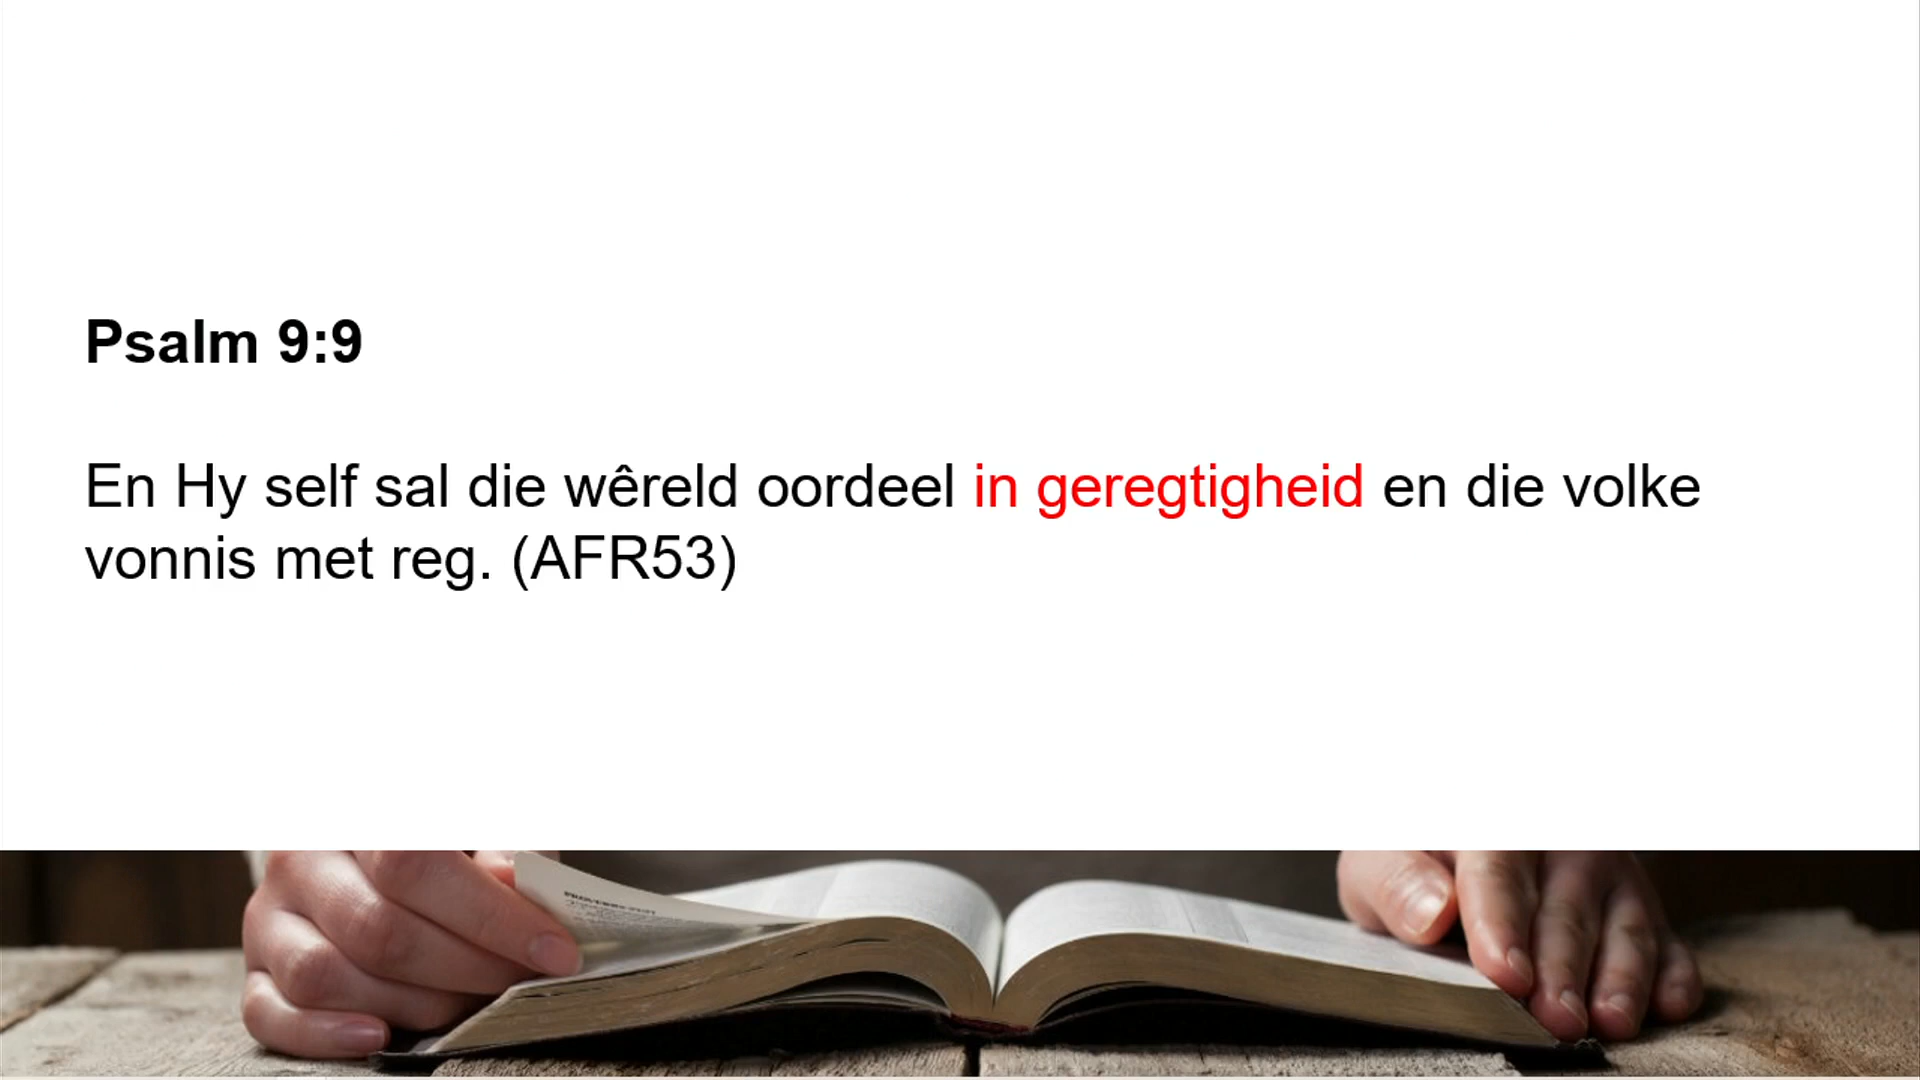 Psalm 9:9
En Hy self sal die wêreld oordeel in geregtigheid en die volke
vonnis met reg. (AFR53)